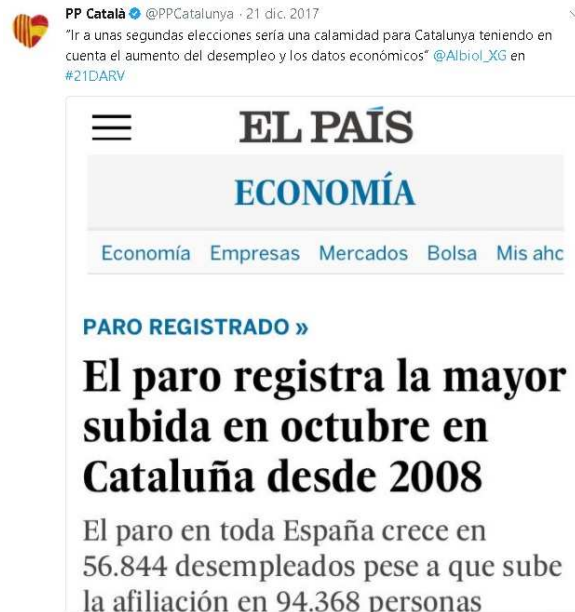 PP Català @PPCatalunya · 21 dic. 2017
"Ir a unas segundas elecciones sería una calamidad para Catalunya teniendo en
cuenta el aumento del desempleo y los datos económicos" @Albiol_XG en
#21DARV
EL PAÍS
ECONOMÍA
Economía Empresas Mercados Bolsa Mis aho
PARO REGISTRADO »
El paro registra la mayor
subida en octubre en
Cataluña desde 2008
El paro en toda España crece en
56.844 desempleados pese a que sube
la afiliación en 94.368 personas